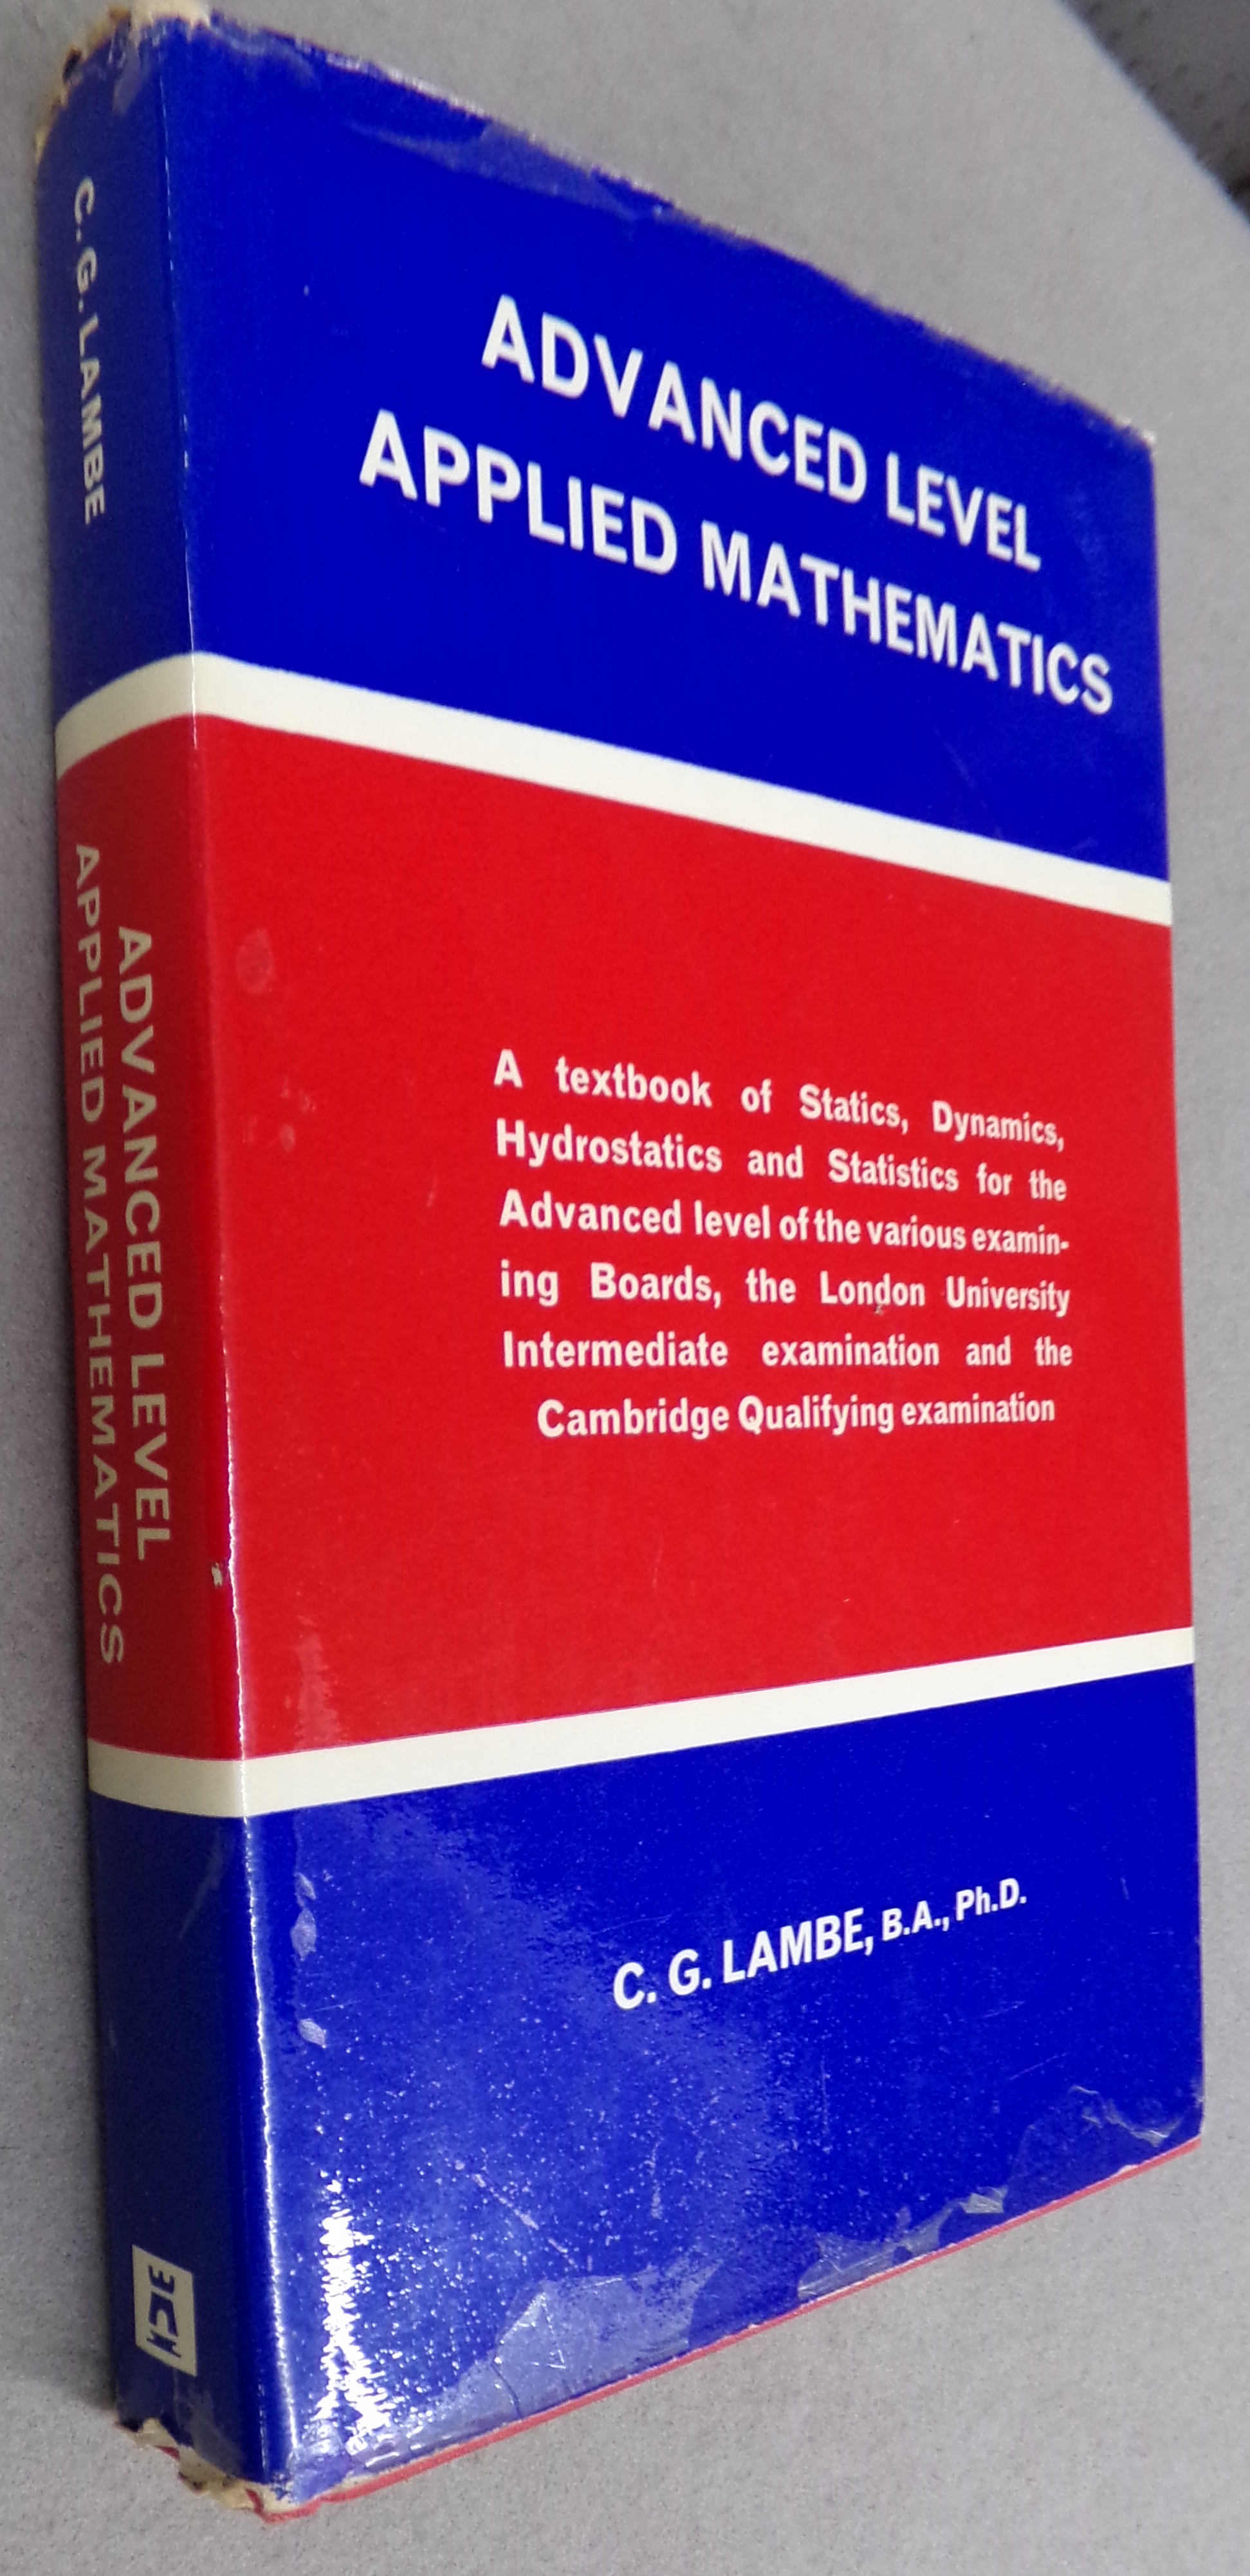 C. G. LAMBE
ADVANCED LEVEL
APPLIED MATHEMATICS
ADVANCED LEVEL
APPLIED MATHEMATICS
A textbook of Statics, Dynamics,
Hydrostatics and Statistics for the
Advanced level of the various examin-
ing Boards, the London University
Intermediate examination and the
Cambridge Qualifying examination
C. G. LAMBE, B.A., Ph.D.